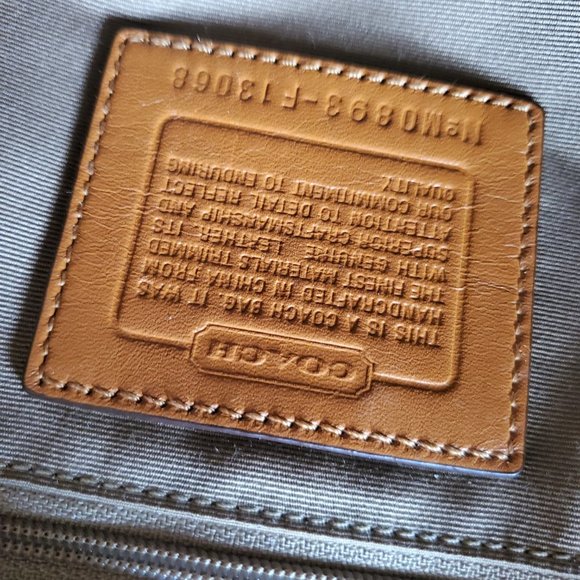 COACH
THIS IS A COACH BAG. IT WAS
HANDCRAFTED IN CHINA FROM
THE FINEST MATERIALS TRIMMED
WITH GENUINE LEATHER. ITS
SUPERIOR CRAFTSMANSHIP AND
ATTENTION TO DETAIL REFLECT
OUR COMMITMENT TO ENDURING
QUALITY.
NºM0893-F13068